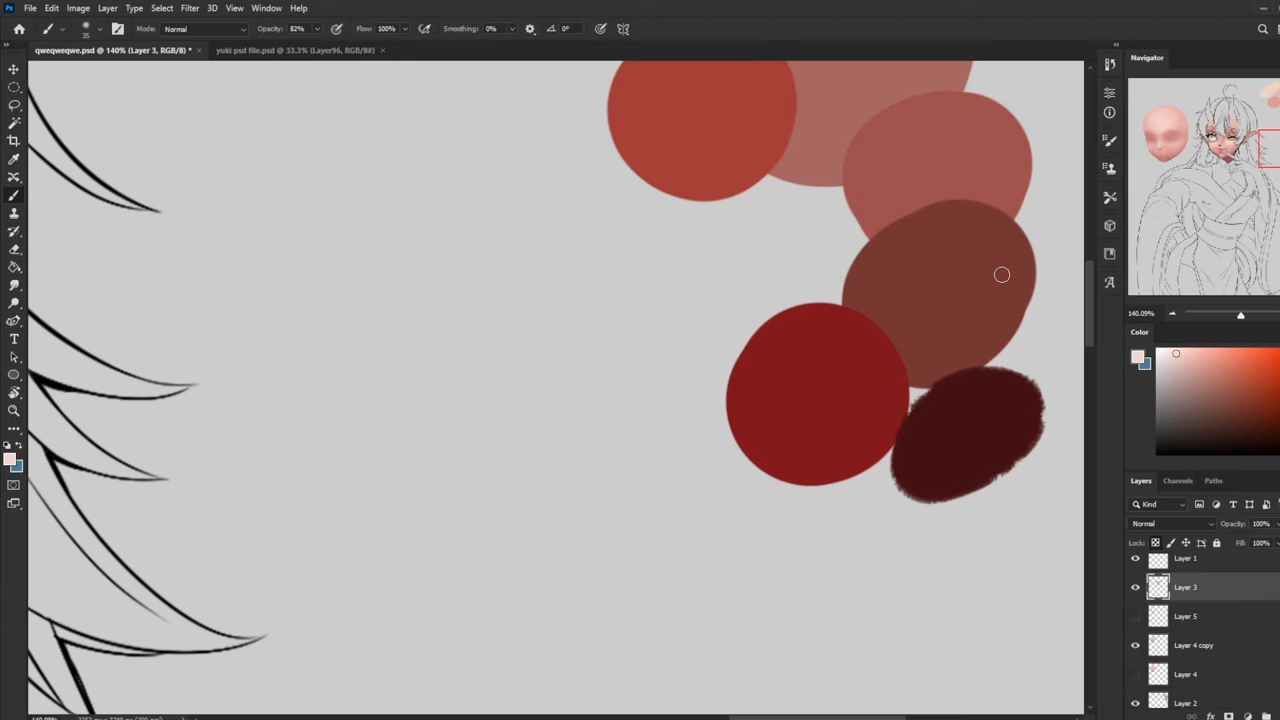 Ps File Edit Image Layer Type Select Filter 3D View Window Help
35 Mode: Normal Opacity: 82% Flow: 100% Smoothing: 0% 0°
qweqweqwe.psd @ 140% (Layer 3, RGB/8) * × yuki psd file.psd @ 33.3% (Layer96, RGB/8#) ×
Navigator
140.09%
Color
Layers Channels Paths
Kind
Normal Opacity: 100%
Lock: Fill: 100%
Layer 1
Layer 3
Layer 5
Layer 4 copy
Layer 4
Layer 2
fx